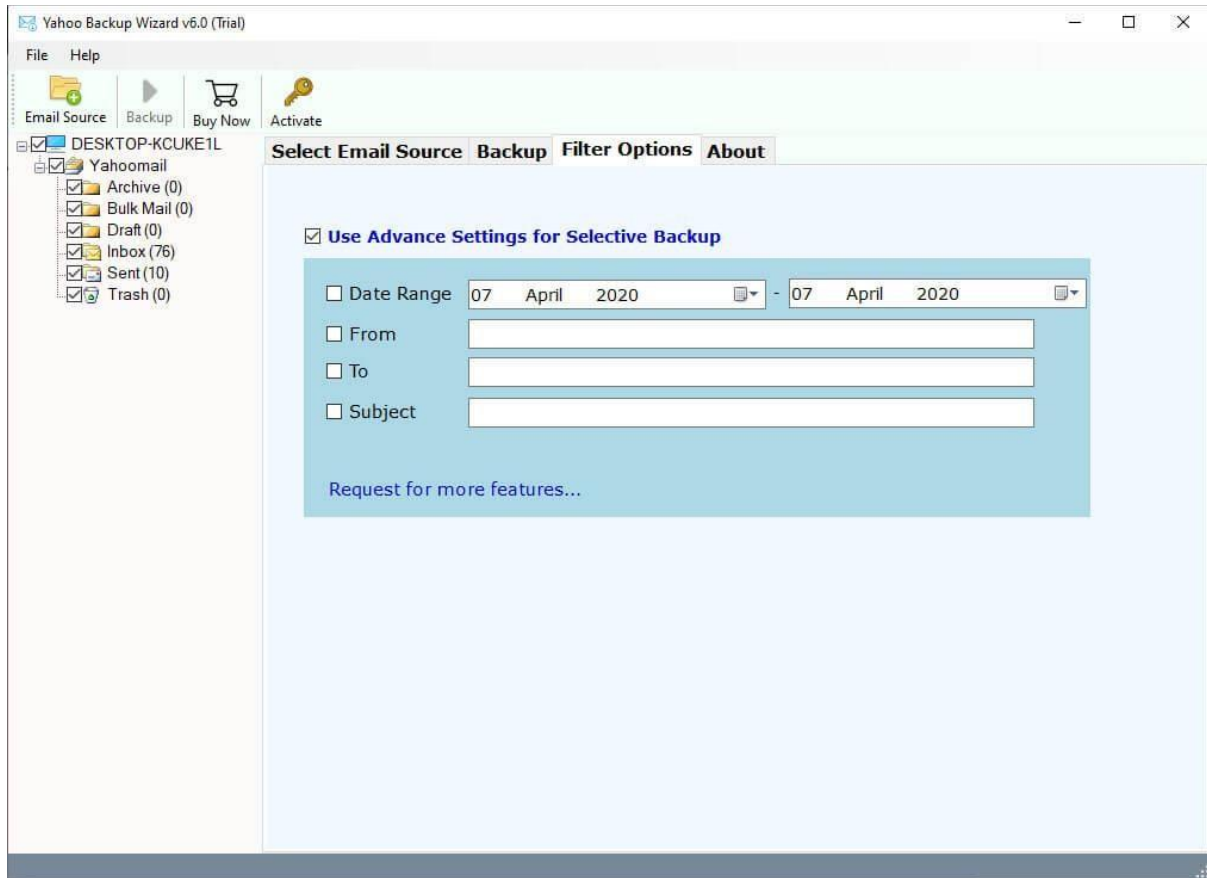 Yahoo Backup Wizard v6.0 (Trial)
File Help
Email Source Backup Buy Now Activate
DESKTOP-KCUKE1L
Yahoomail
Archive (0)
Bulk Mail (0)
Draft (0)
Inbox (76)
Sent (10)
Trash (0)
Select Email Source Backup Filter Options About
Use Advance Settings for Selective Backup
Date Range 07 April 2020 - 07 April 2020
From
To
Subject
Request for more features...